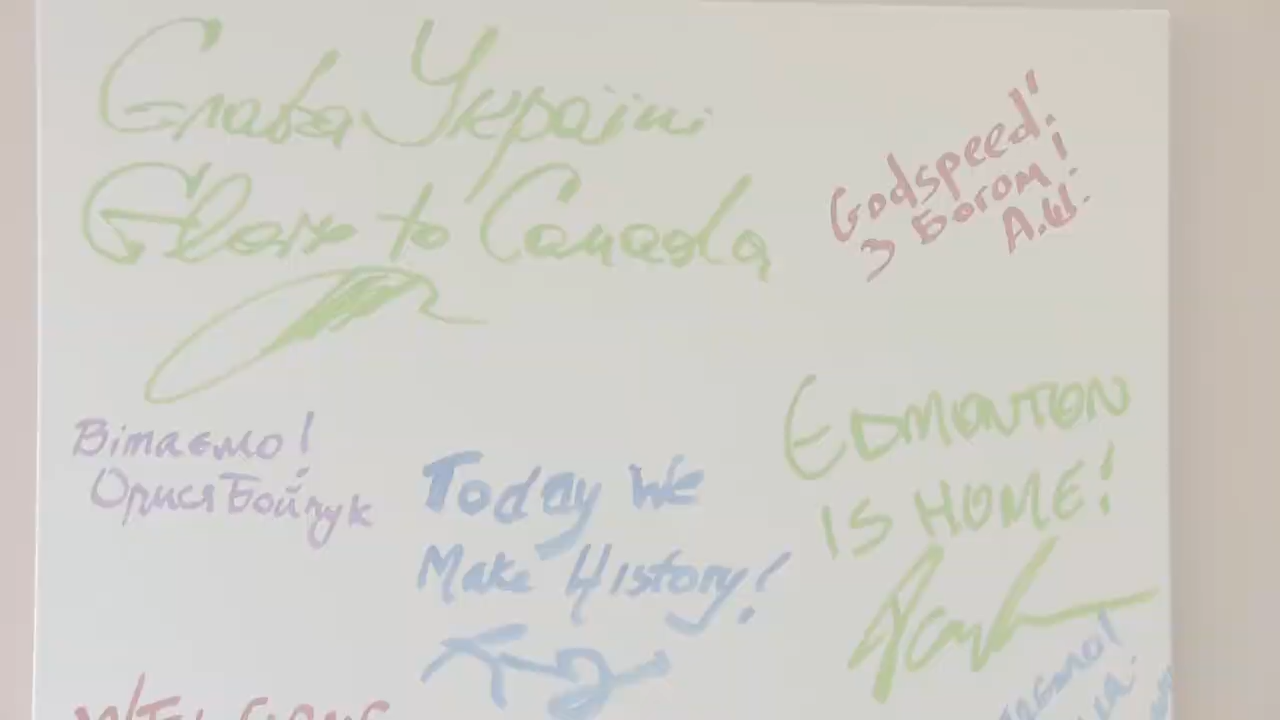 Слава Україні
Glory to Canada
Godspeed!
З Богом!
А.Ш.
Вітаємо!
Орися Бойчук
Today We
Make History!
EDMONTON
IS HOME!